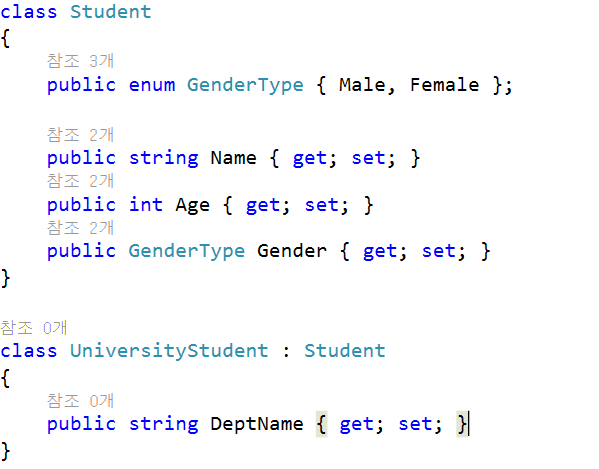 class Student
{
참조 3개
public enum GenderType { Male, Female };
참조 2개
public string Name { get; set; }
참조 2개
public int Age { get; set; }
참조 2개
public GenderType Gender { get; set; }
}
참조 0개
class UniversityStudent : Student
{
참조 0개
public string DeptName { get; set; }
}